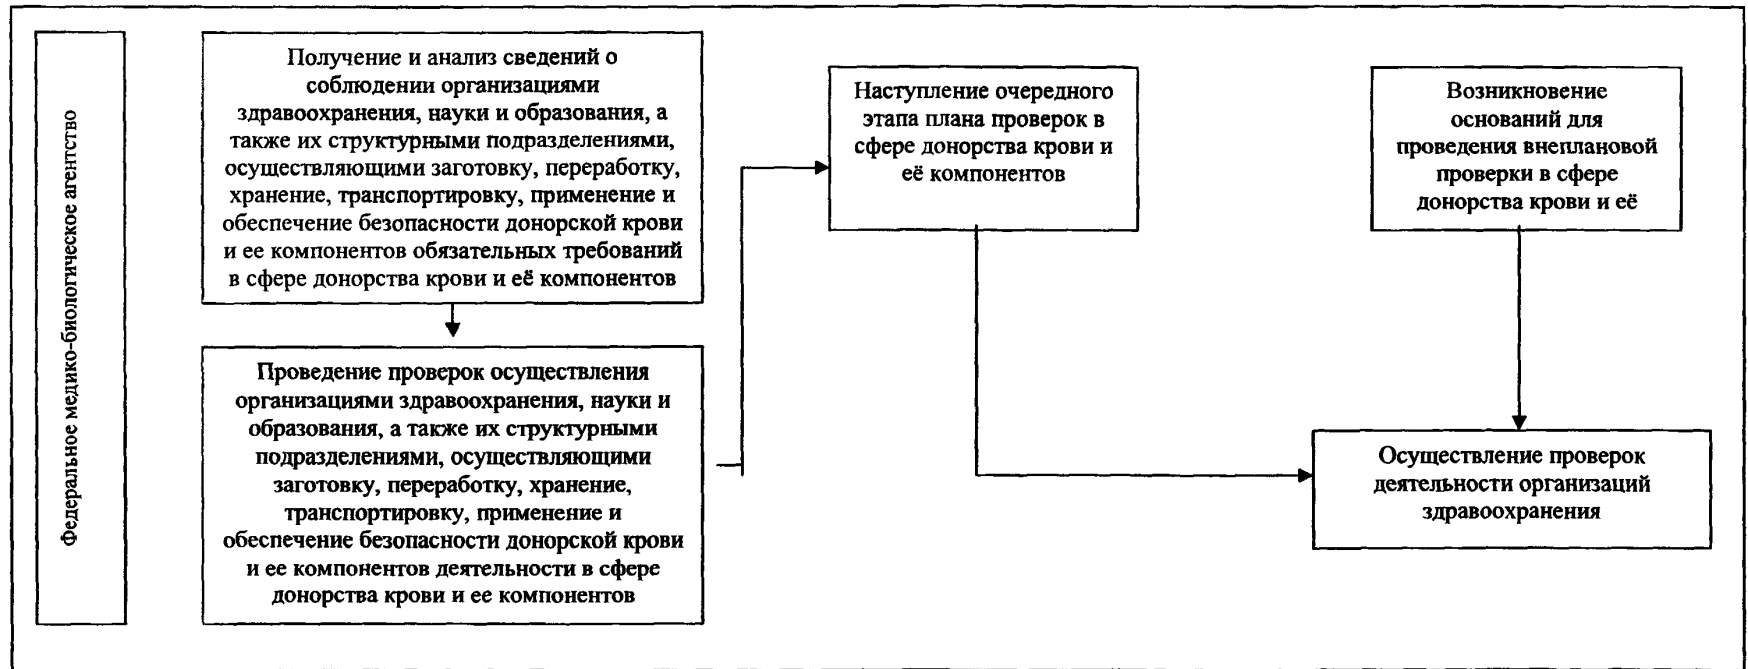 Федеральное медико-биологическое агентство
Получение и анализ сведений о
соблюдении организациями
здравоохранения, науки и образования, а
также их структурными подразделениями,
осуществляющими заготовку, переработку,
хранение, транспортировку, применение и
обеспечение безопасности донорской крови
и ее компонентов обязательных требований
в сфере донорства крови и её компонентов
Проведение проверок осуществления
организациями здравоохранения, науки и
образования, а также их структурными
подразделениями, осуществляющими
заготовку, переработку, хранение,
транспортировку, применение и
обеспечение безопасности донорской крови
и ее компонентов деятельности в сфере
донорства крови и ее компонентов
Наступление очередного
этапа плана проверок в
сфере донорства крови и
её компонентов
Возникновение
оснований для
проведения внеплановой
проверки в сфере
донорства крови и её
Осуществление проверок
деятельности организаций
здравоохранения